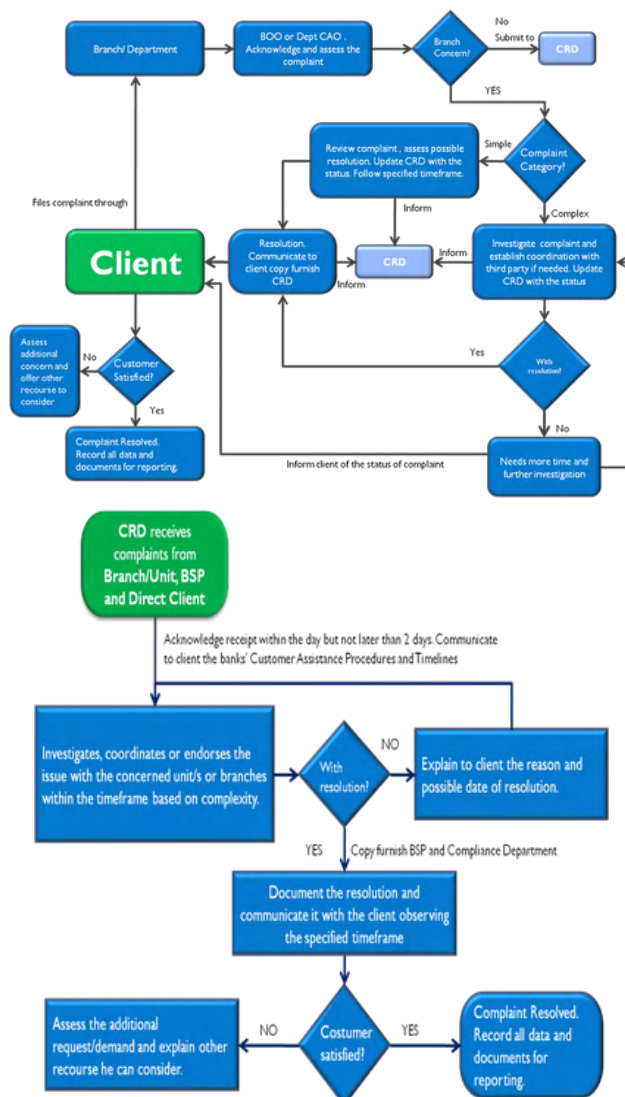 Branch/ Department
BOO or Dept CAO .
Acknowledge and assess the
complaint
Branch
Concern?
No
Submit to
CRD
YES
Review complaint , assess possible
resolution. Update CRD with the
status. Follow specified timeframe.
Simple
Complaint
Category?
Files complaint through
Inform
Complex
Client
Resolution.
Communicate to
client copy furnish
CRD
Inform
CRD
Inform
Investigate complaint and
establish coordination with
third party if needed. Update
CRD with the status
Assess
additional
concern and
offer other
recourse to
consider
No
Customer
Satisfied?
Yes
Yes
With
resolution?
No
Complaint Resolved.
Record all data and
documents for reporting.
Inform client of the status of complaint
Needs more time and
further investigation
CRD receives
complaints from
Branch/Unit, BSP
and Direct Client
Acknowledge receipt within the day but not later than 2 days. Communicate
to client the banks' Customer Assistance Procedures and Timelines
Investigates, coordinates or endorses the
issue with the concerned unit/s or branches
within the timeframe based on complexity.
With
resolution?
NO
Explain to client the reason and
possible date of resolution.
YES
Copy furnish BSP and Compliance Department
Document the resolution and
communicate it with the client observing
the specified timeframe
Assess the additional
request/demand and explain other
recourse he can consider.
NO
Costumer
satisfied?
YES
Complaint Resolved.
Record all data and
documents for
reporting.